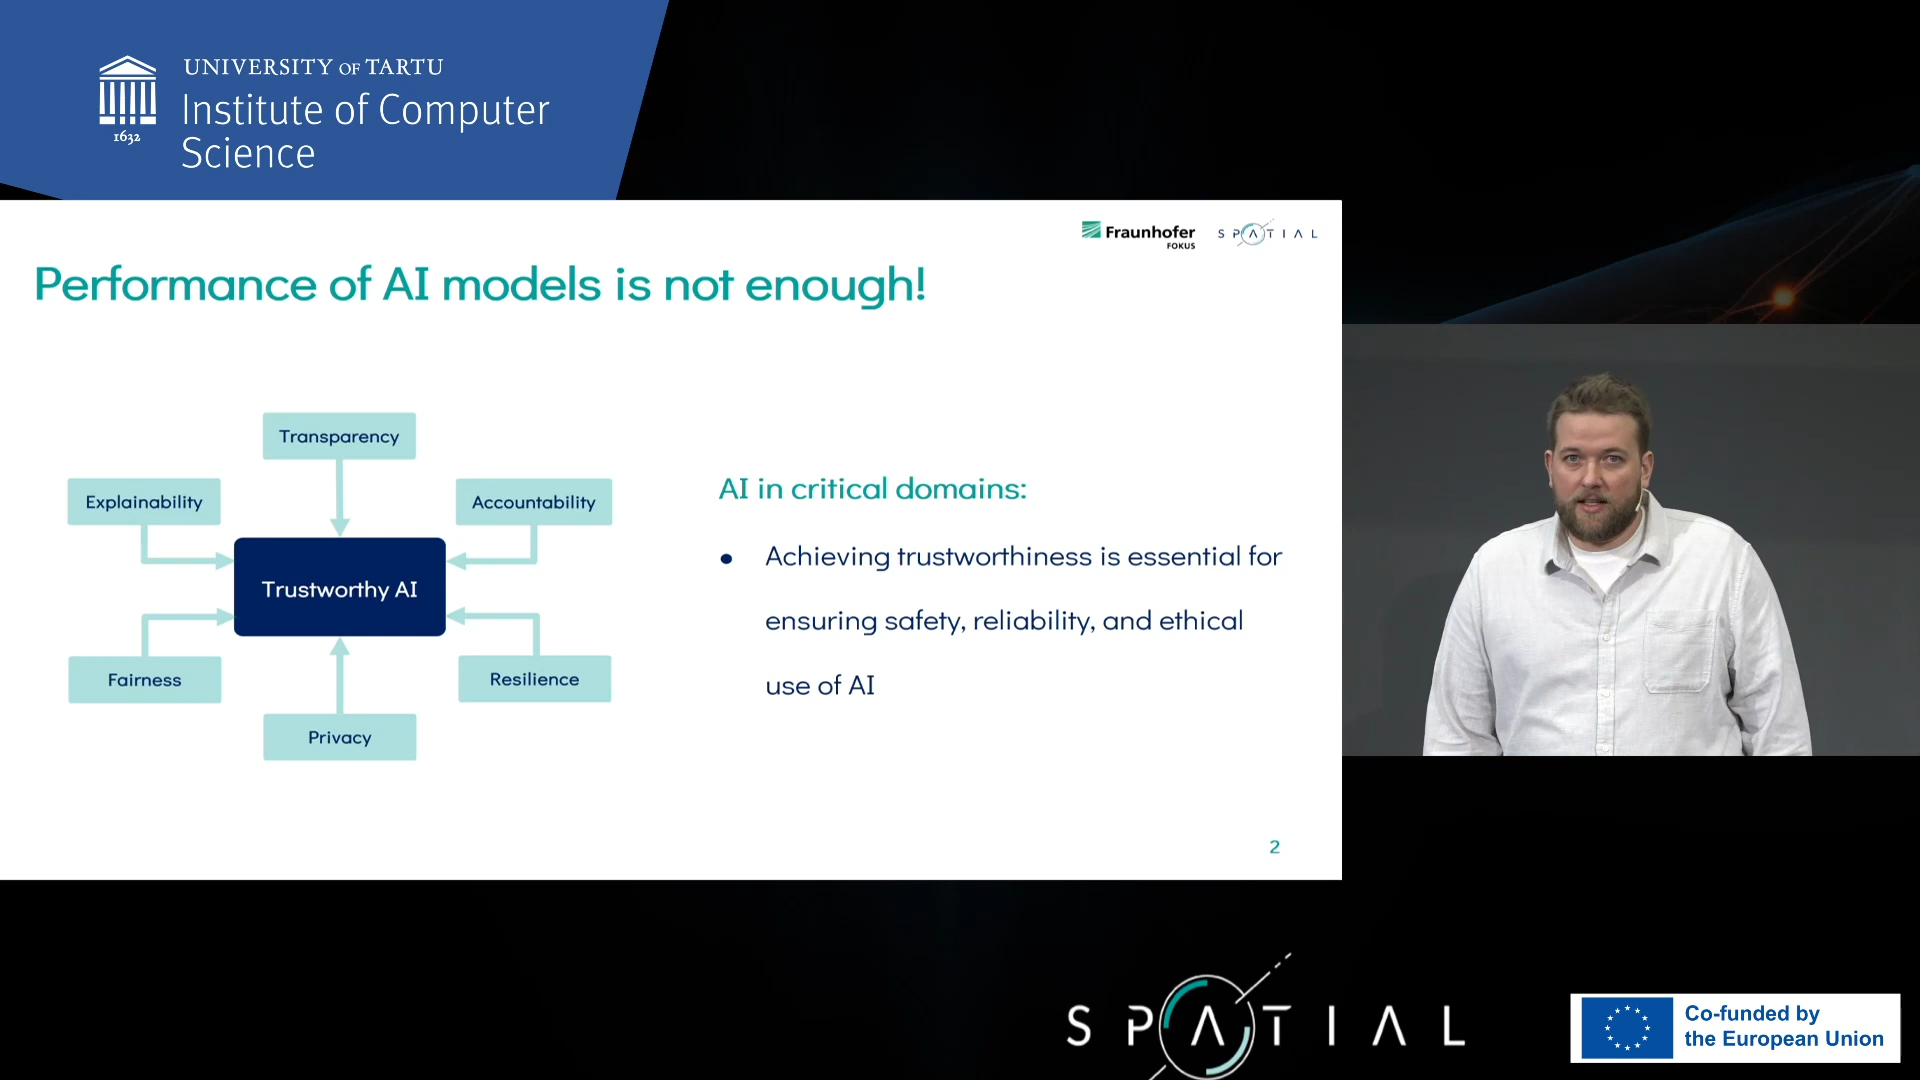 UNIVERSITY OF TARTU
Institute of Computer
Science
1632
Fraunhofer
FOKUS
SPATIAL
Performance of AI models is not enough!
Transparency
Explainability
Accountability
Trustworthy AI
Fairness
Resilience
Privacy
AI in critical domains:
● Achieving trustworthiness is essential for
ensuring safety, reliability, and ethical
use of AI
2
SPATIAL
Co-funded by
the European Union